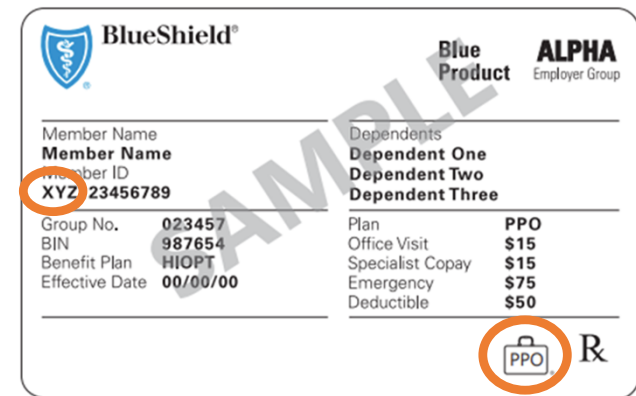 BlueShield®
Blue
Product
ALPHA
Employer Group
SAMPLE
Member Name
Member Name
Member ID
XYZ 23456789
Group No. 023457
BIN 987654
Benefit Plan HIOPT
Effective Date 00/00/00
Dependents
Dependent One
Dependent Two
Dependent Three
Plan PPO
Office Visit $15
Specialist Copay $15
Emergency $75
Deductible $50
PPO
Rx